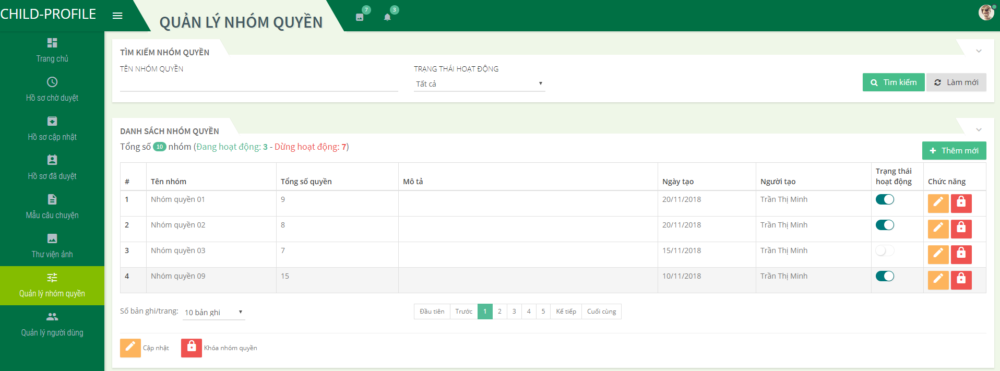 CHILD-PROFILE
QUẢN LÝ NHÓM QUYỀN
7
3
Trang chủ
Hồ sơ chờ duyệt
Hồ sơ cập nhật
Hồ sơ đã duyệt
Mẫu câu chuyện
Thư viện ảnh
Quản lý nhóm quyền
Quản lý người dùng
TÌM KIẾM NHÓM QUYỀN
TÊN NHÓM QUYỀN
TRẠNG THÁI HOẠT ĐỘNG
Tất cả
Tìm kiếm
Làm mới
DANH SÁCH NHÓM QUYỀN
Tổng số 10 nhóm (Đang hoạt động: 3 - Dừng hoạt động: 7)
Thêm mới
# Tên nhóm Tổng số quyền Mô tả Ngày tạo Người tạo Trạng thái hoạt động Chức năng
1 Nhóm quyền 01 9 20/11/2018 Trần Thị Minh
2 Nhóm quyền 02 8 20/11/2018 Trần Thị Minh
3 Nhóm quyền 03 7 15/11/2018 Trần Thị Minh
4 Nhóm quyền 09 15 10/11/2018 Trần Thị Minh
Số bản ghi/trang: 10 bản ghi
Đầu tiên Trước 1 2 3 4 5 Kế tiếp Cuối cùng
Cập nhật
Khóa nhóm quyền